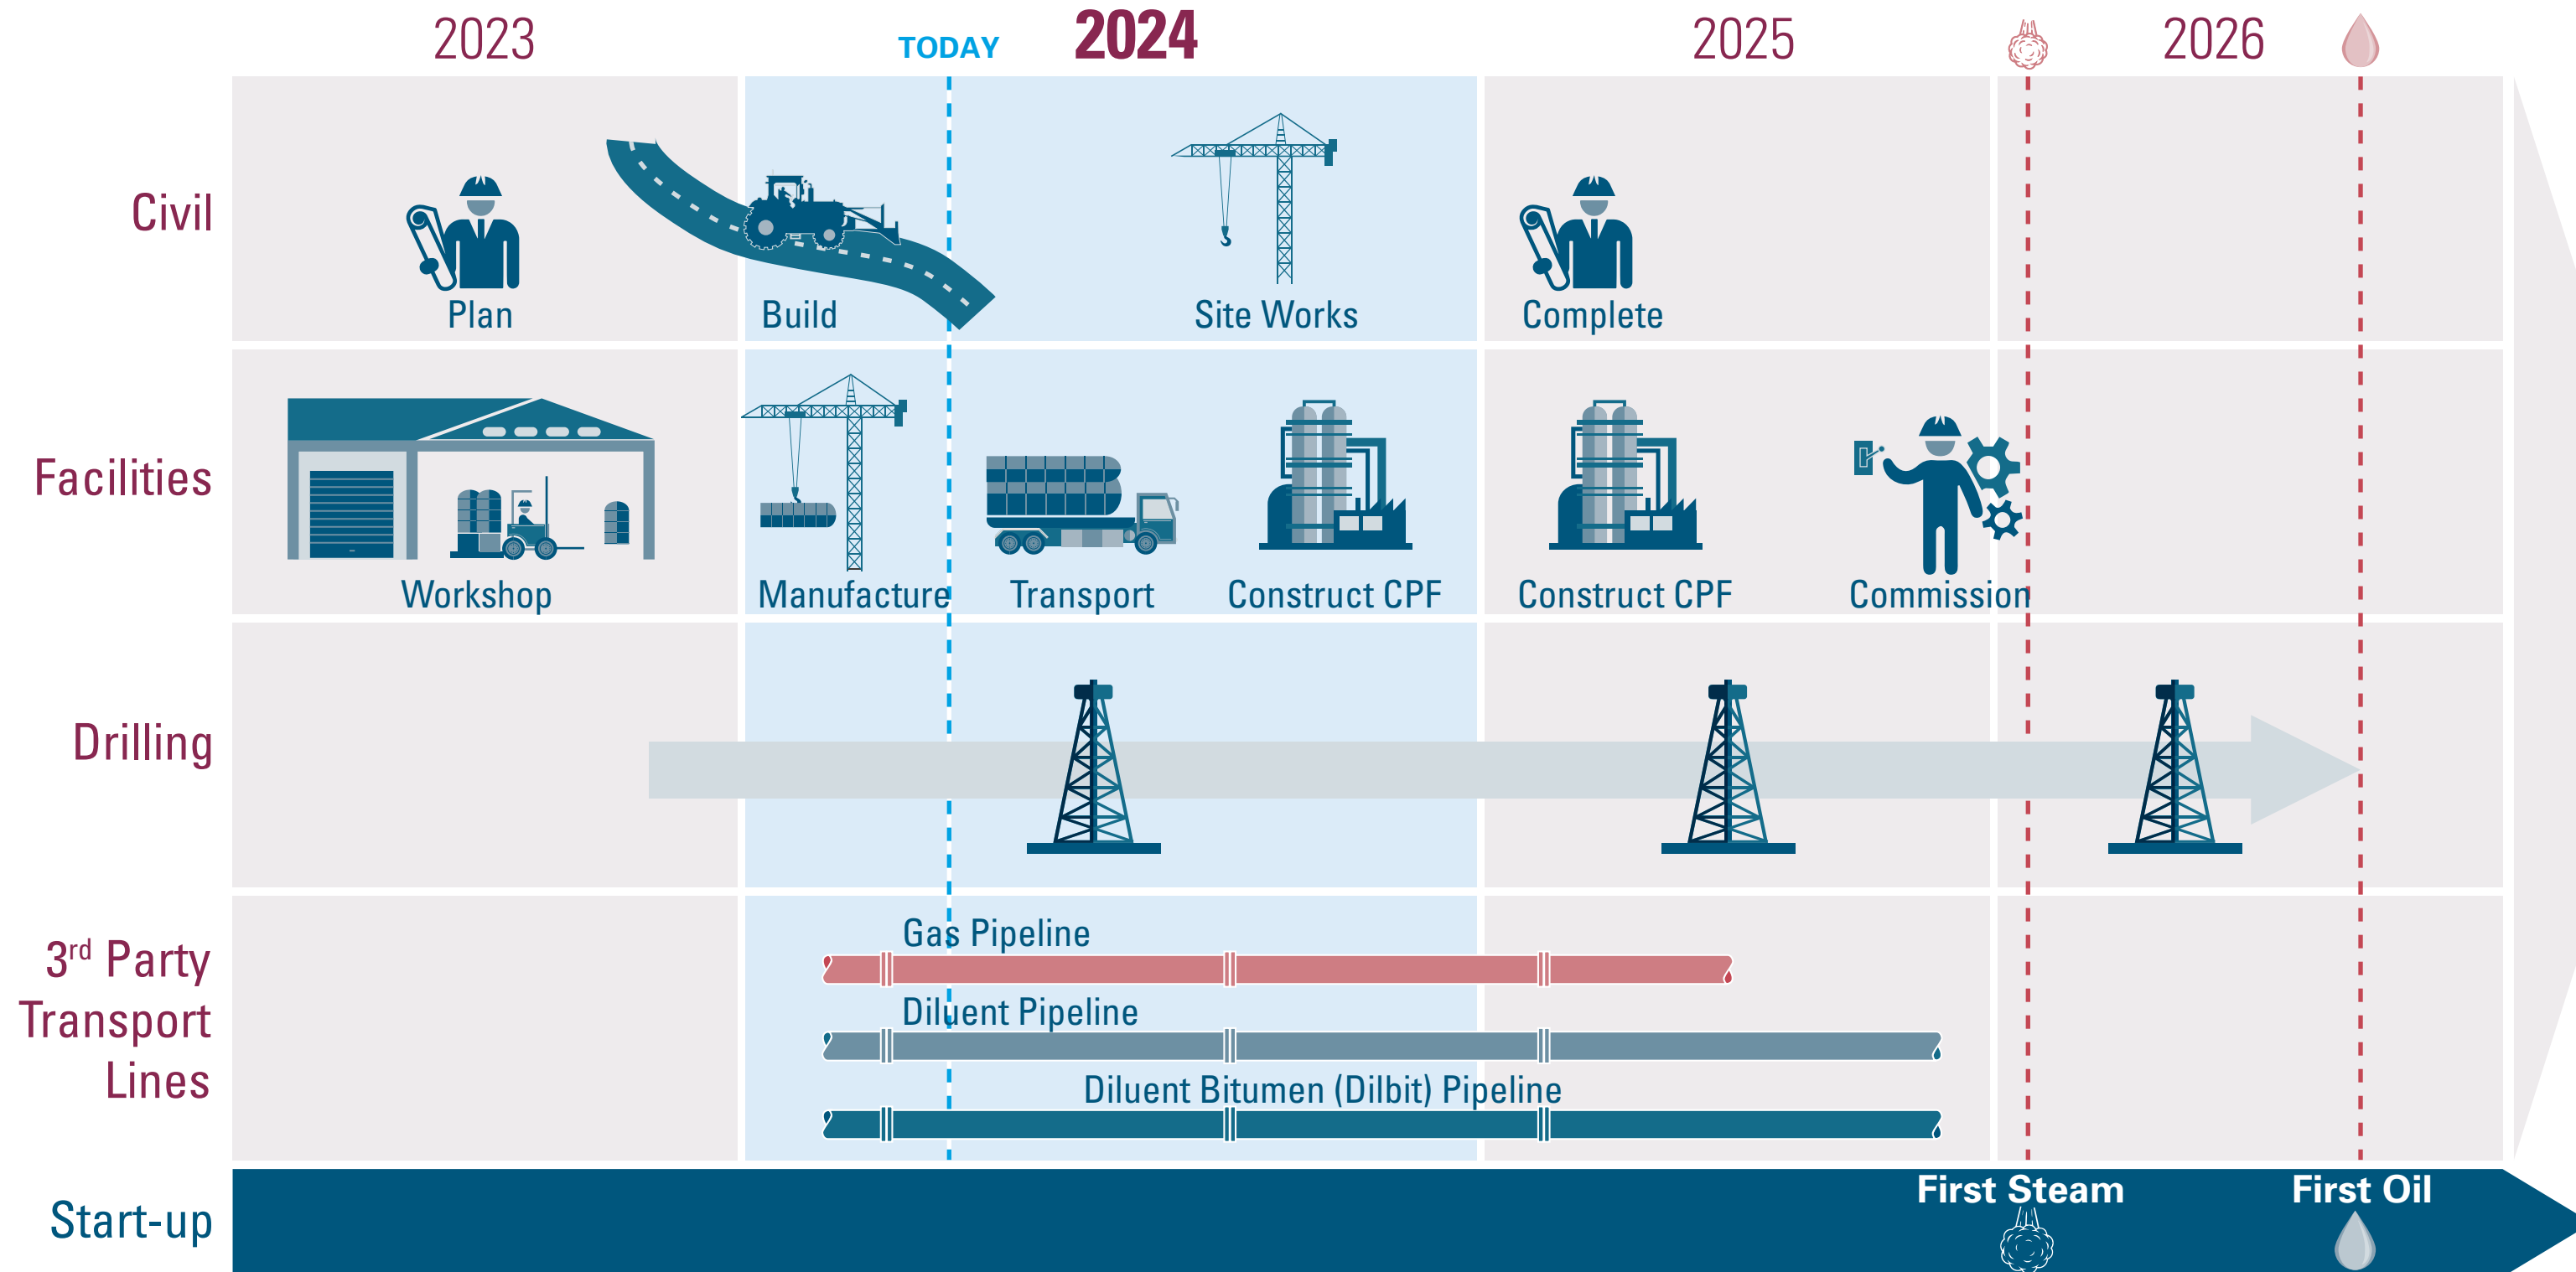 2023
TODAY
2024
2025
2026
Civil
Plan
Build
Site Works
Complete
Facilities
Workshop
Manufacture
Transport
Construct CPF
Construct CPF
Commission
Drilling
3rd Party
Transport
Lines
Gas Pipeline
Diluent Pipeline
Diluent Bitumen (Dilbit) Pipeline
Start-up
First Steam
First Oil